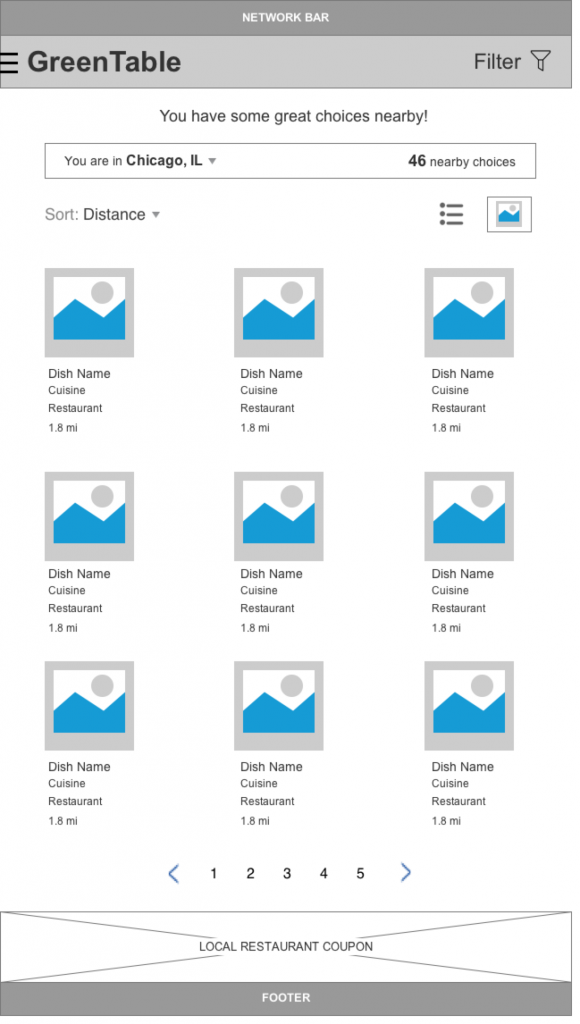 NETWORK BAR
GreenTable Filter
You have some great choices nearby!
You are in Chicago, IL 46 nearby choices
Sort: Distance
Dish Name Dish Name Dish Name
Cuisine Cuisine Cuisine
Restaurant Restaurant Restaurant
1.8 mi 1.8 mi 1.8 mi
Dish Name Dish Name Dish Name
Cuisine Cuisine Cuisine
Restaurant Restaurant Restaurant
1.8 mi 1.8 mi 1.8 mi
Dish Name Dish Name Dish Name
Cuisine Cuisine Cuisine
Restaurant Restaurant Restaurant
1.8 mi 1.8 mi 1.8 mi
1 2 3 4 5
LOCAL RESTAURANT COUPON
FOOTER